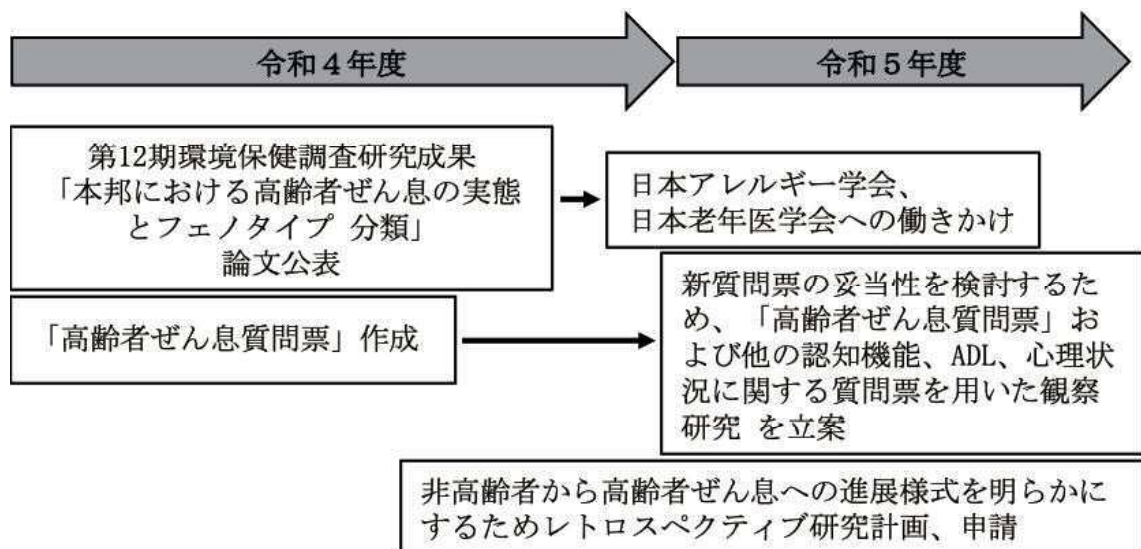 令和４年度
令和５年度
第12期環境保健調査研究成果
「本邦における高齢者ぜん息の実態
とフェノタイプ 分類」
論文公表
日本アレルギー学会、
日本老年医学会への働きかけ
「高齢者ぜん息質問票」作成
新質問票の妥当性を検討するた
め、「高齢者ぜん息質問票」お
よび他の認知機能、ADL、心理状
況に関する質問票を用いた観察
研究 を立案
非高齢者から高齢者ぜん息への進展様式を明らかに
するためレトロスペクティブ研究計画、申請